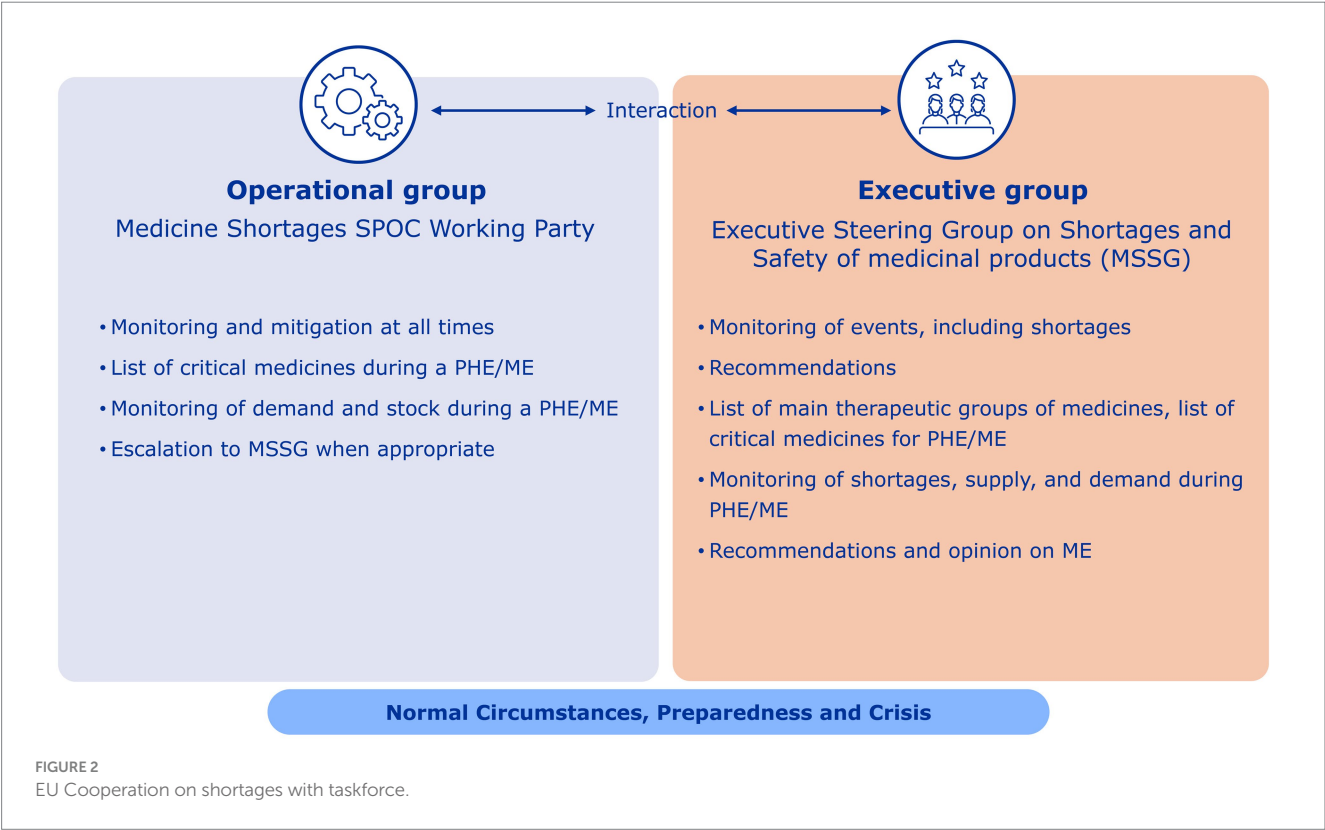 Interaction
Operational group
Medicine Shortages SPOC Working Party
• Monitoring and mitigation at all times
• List of critical medicines during a PHE/ME
• Monitoring of demand and stock during a PHE/ME
• Escalation to MSSG when appropriate
Executive group
Executive Steering Group on Shortages and
Safety of medicinal products (MSSG)
• Monitoring of events, including shortages
• Recommendations
• List of main therapeutic groups of medicines, list of
critical medicines for PHE/ME
• Monitoring of shortages, supply, and demand during
PHE/ME
• Recommendations and opinion on ME
Normal Circumstances, Preparedness and Crisis
FIGURE 2
EU Cooperation on shortages with taskforce.